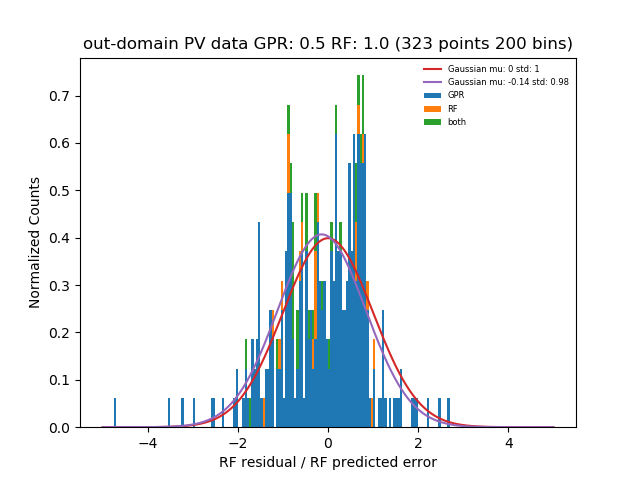 out-domain PV data GPR: 0.5 RF: 1.0 (323 points 200 bins)
Gaussian mu: 0 std: 1
Gaussian mu: -0.14 std: 0.98
GPR
RF
both
Normalized Counts
0.7
0.6
0.5
0.4
0.3
0.2
0.1
0.0
−4
−2
0
2
4
RF residual / RF predicted error